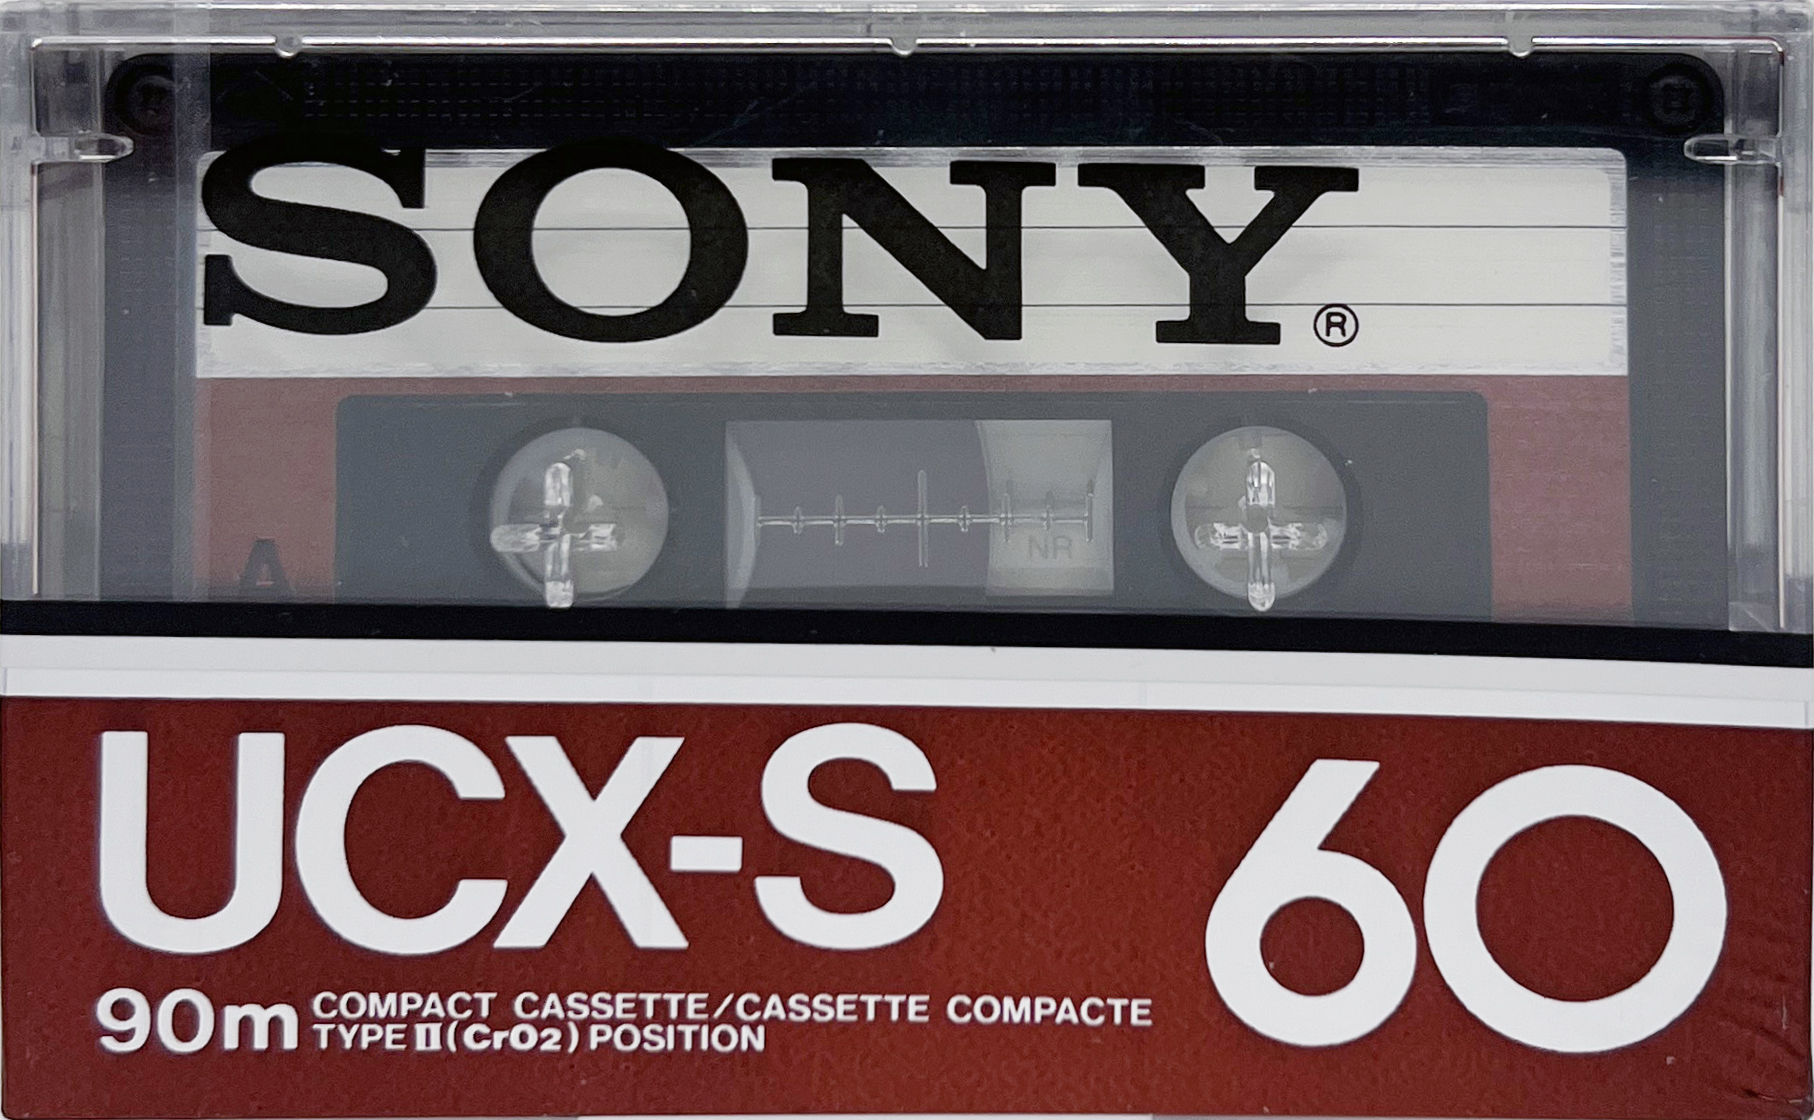 SONY®
NR
A
UCX-S 60
90m COMPACT CASSETTE/CASSETTE COMPACTE
TYPE II (CrO2) POSITION